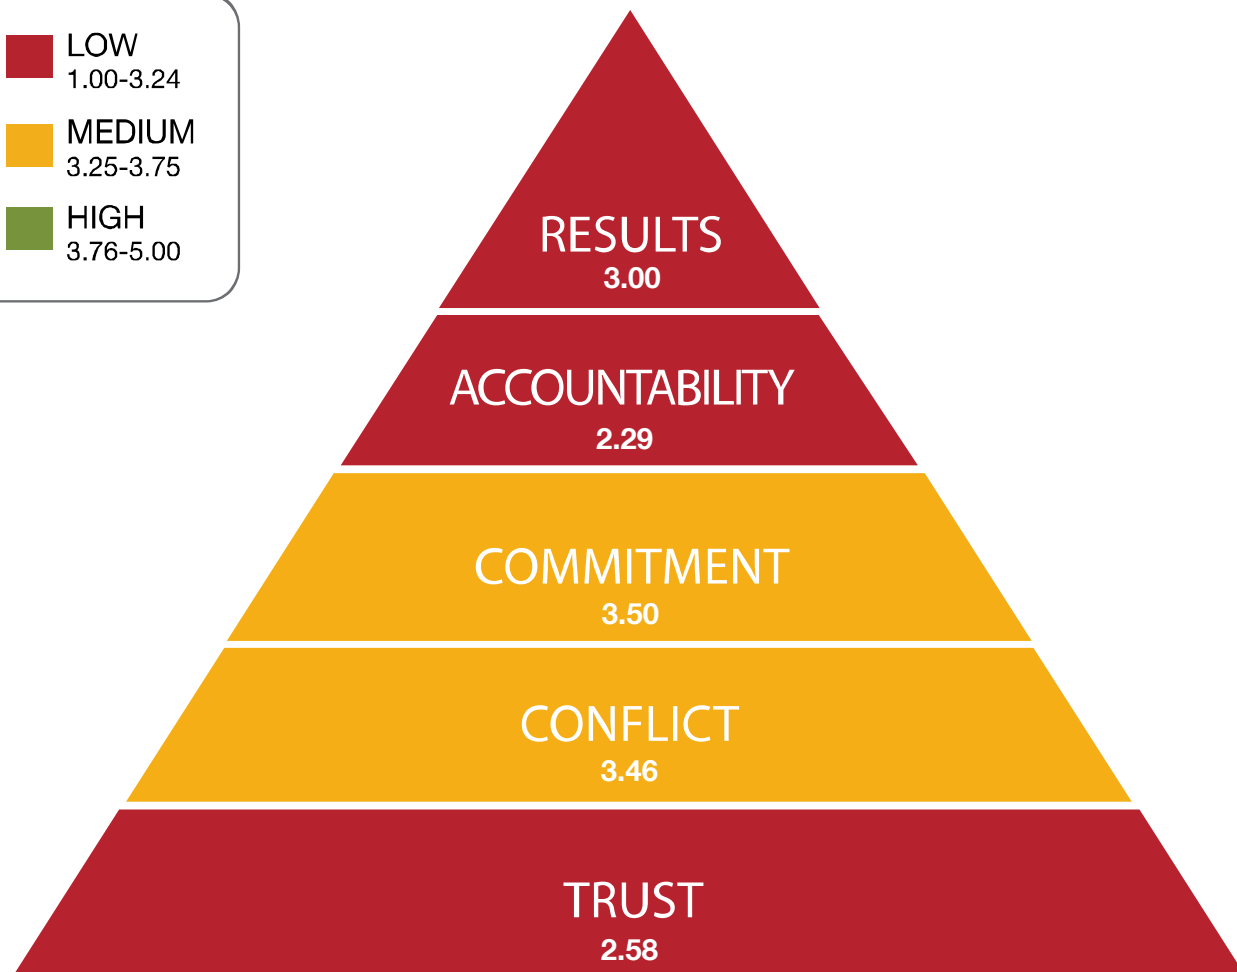 LOW
1.00-3.24
MEDIUM
3.25-3.75
HIGH
3.76-5.00
RESULTS
3.00
ACCOUNTABILITY
2.29
COMMITMENT
3.50
CONFLICT
3.46
TRUST
2.58